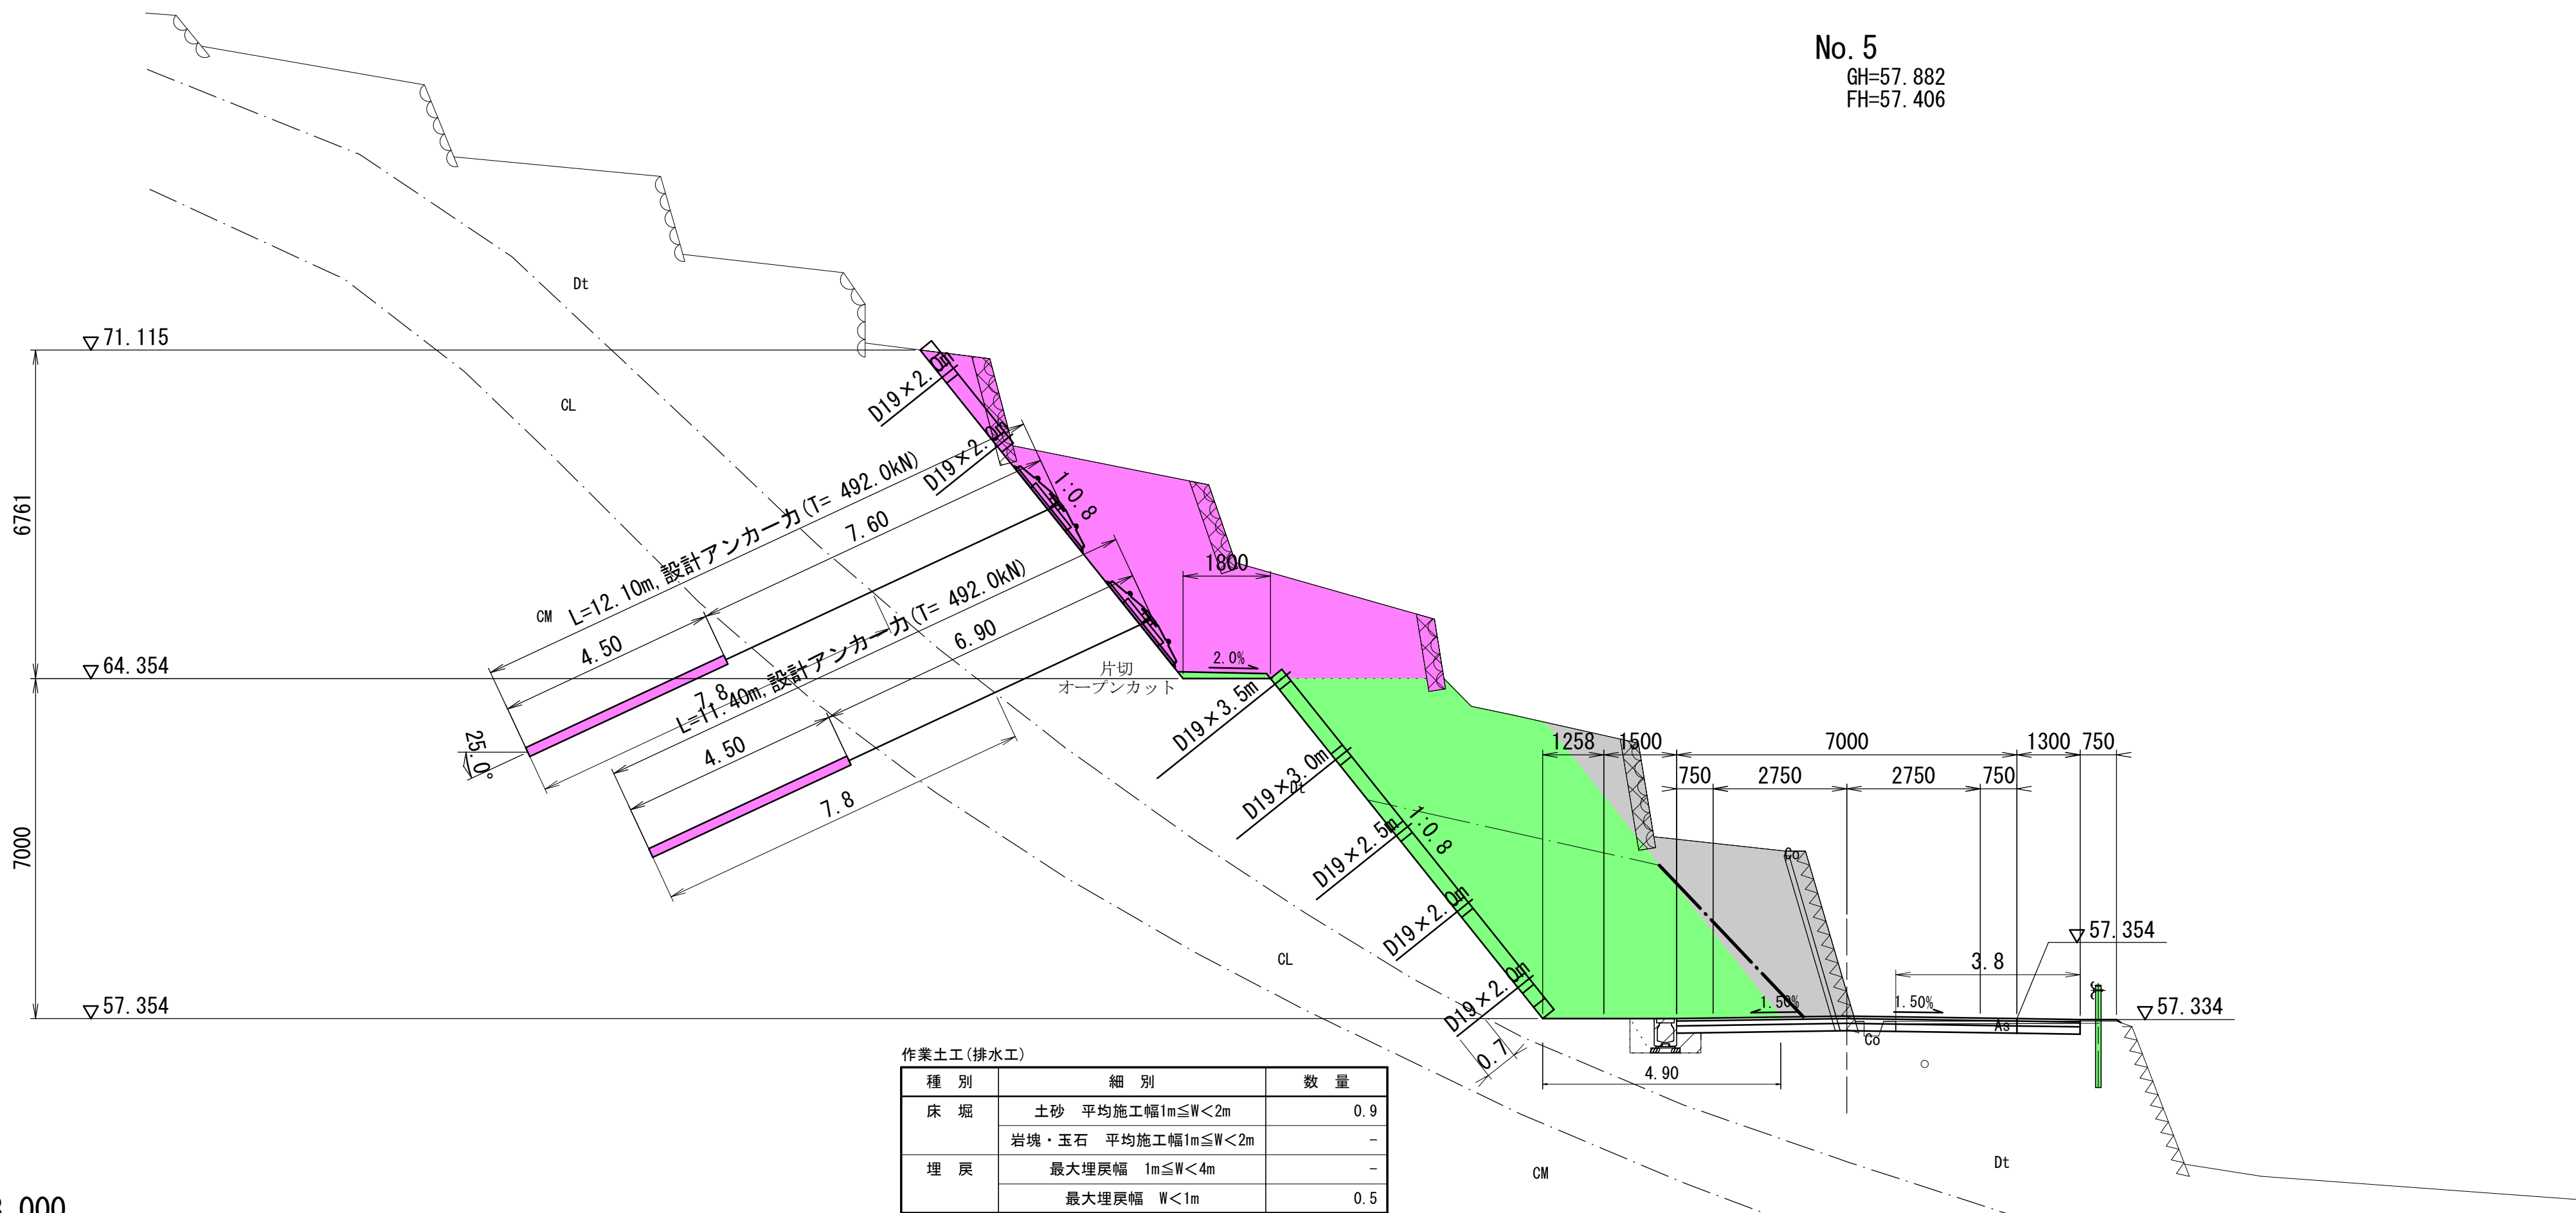 No.5
GH=57.882
FH=57.406
Dt
71.115
CL
D19×2.0m
D19×2.0m
1:0.8
6761
L=12.10m,設計アンカー力(T= 492.0kN)
7.60
4.50
CM
7.8
1800
L=11.40m,設計アンカー力(T= 492.0kN)
6.90
4.50
7.8
25.0°
64.354
片切
オープンカット
2.0%
D19×3.5m
D19×3.0m
Dt
D19×2.5m
1:0.8
D19×2.0m
D19×2.0m
1258
1500
7000
1300
750
750
2750
2750
750
7000
Co
CL
57.354
3.8
1.50%
1.50%
57.354
57.334
As
Co
0.7
4.90
作業土工(排水工)
種 別 細 別 数 量
床 堀 土砂 平均施工幅1m≦W<2m 0.9
岩塊・玉石 平均施工幅1m≦W<2m -
埋 戻 最大埋戻幅 1m≦W<4m -
最大埋戻幅 W<1m 0.5
CM
Dt
.000